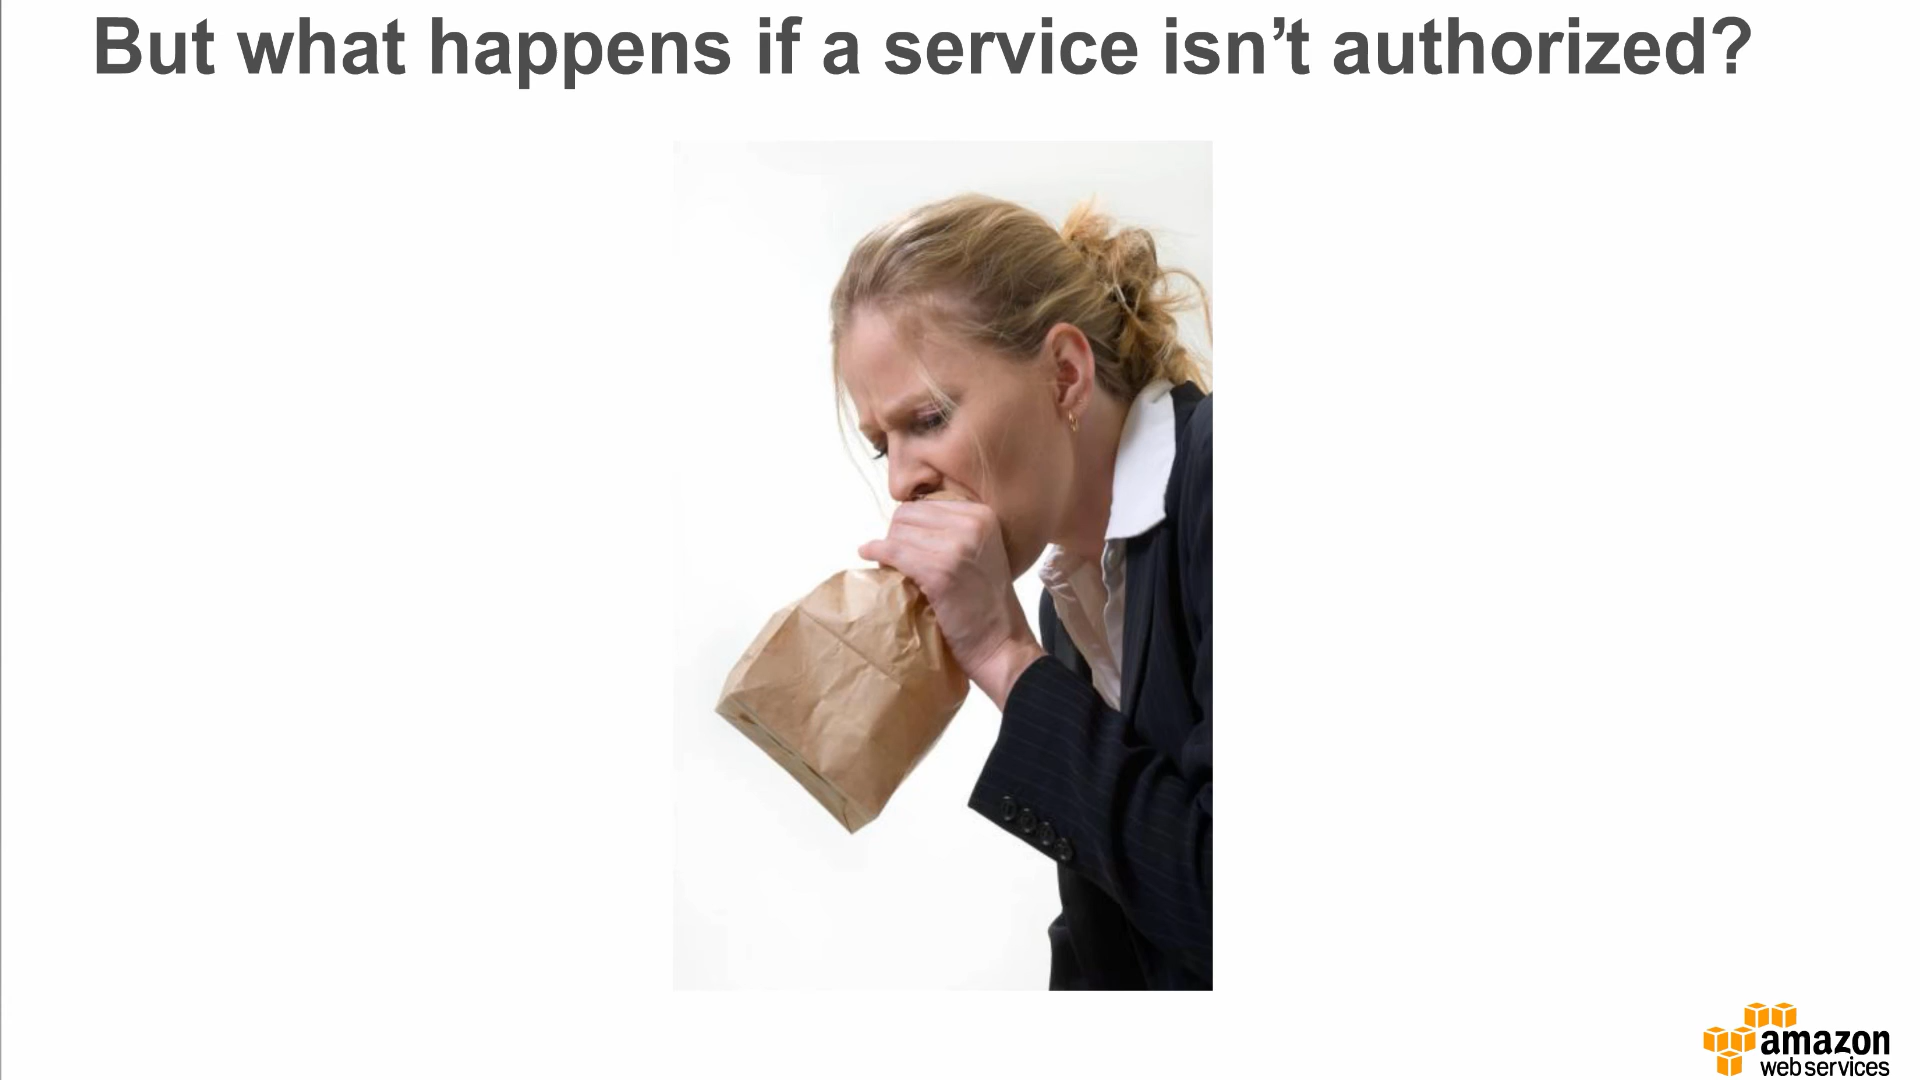 But what happens if a service isn’t authorized?
amazon
web services